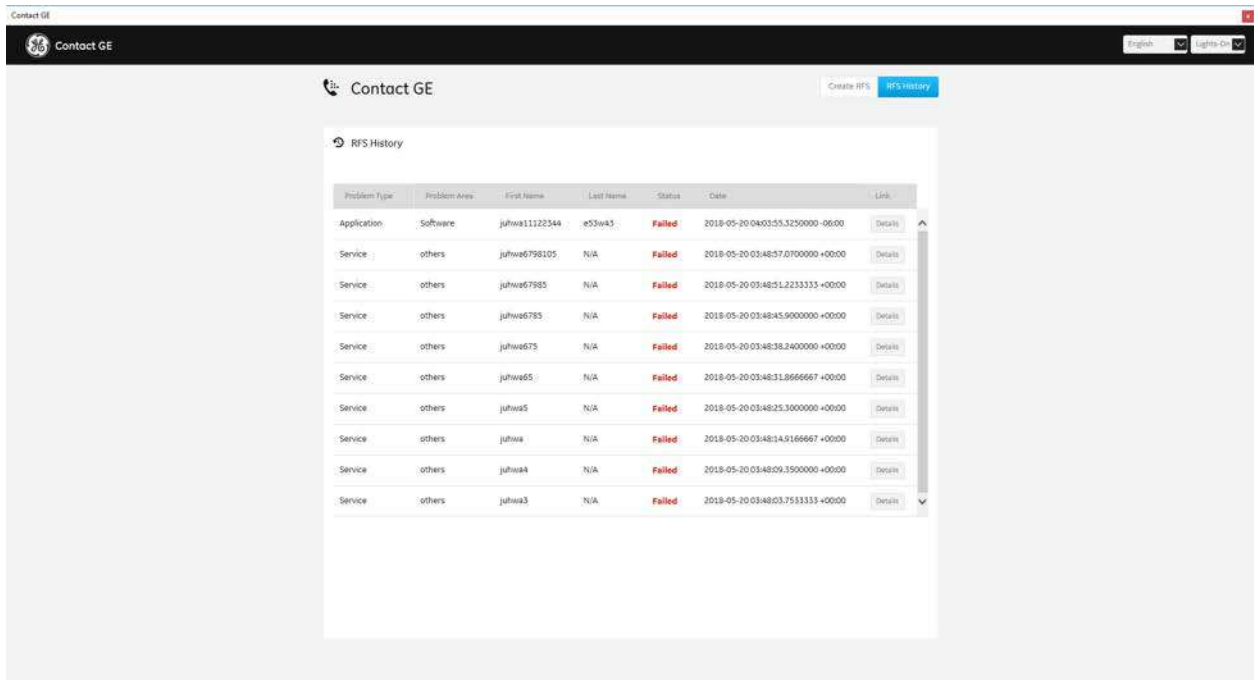 Contact GE
Contact GE English Lights-On
Contact GE Create RFS RFS History
RFS History
Problem Type Problem Area First Name Last Name Status Date Link
Application Software juhwa11122344 e53w43 Failed 2018-05-20 04:03:55.3250000 -06:00 Details
Service others juhwa6798105 N/A Failed 2018-05-20 03:48:57.0700000 +00:00 Details
Service others juhwa67985 N/A Failed 2018-05-20 03:48:51.2233333 +00:00 Details
Service others juhwa6785 N/A Failed 2018-05-20 03:48:45.9000000 +00:00 Details
Service others juhwa675 N/A Failed 2018-05-20 03:48:38.2400000 +00:00 Details
Service others juhwa65 N/A Failed 2018-05-20 03:48:31.8666667 +00:00 Details
Service others juhwa5 N/A Failed 2018-05-20 03:48:25.3000000 +00:00 Details
Service others juhwa N/A Failed 2018-05-20 03:48:14.9166667 +00:00 Details
Service others juhwa4 N/A Failed 2018-05-20 03:48:09.3500000 +00:00 Details
Service others juhwa3 N/A Failed 2018-05-20 03:48:03.7533333 +00:00 Details